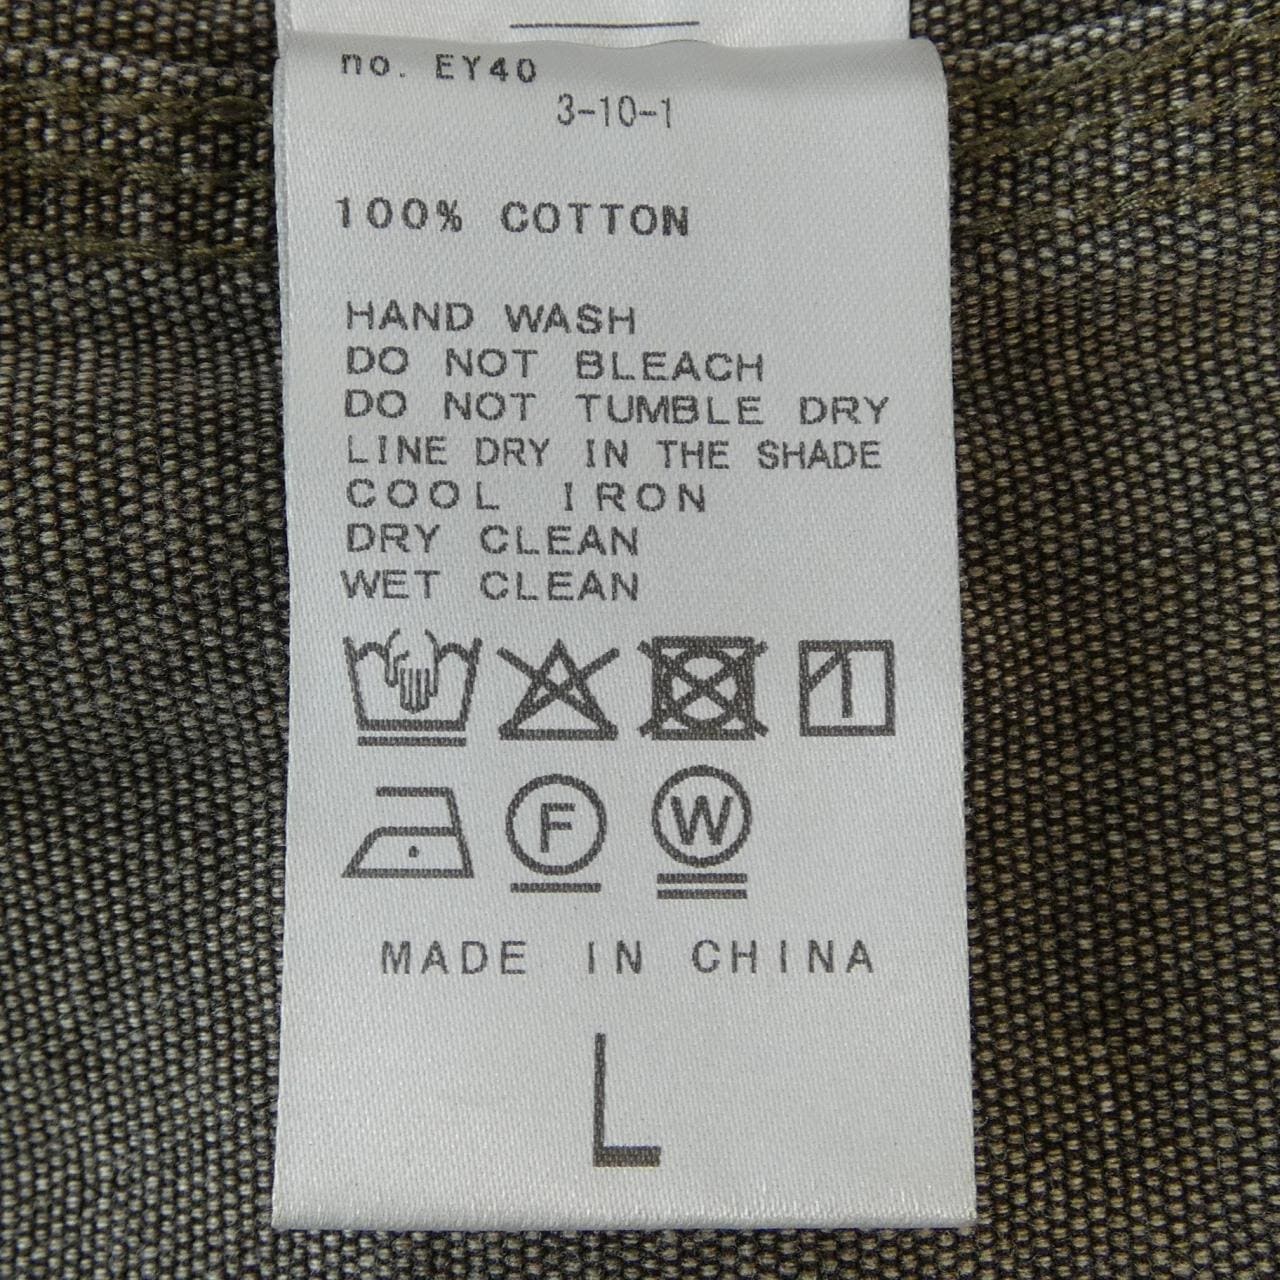 no. EY40
3-10-1
100% COTTON
HAND WASH
DO NOT BLEACH
DO NOT TUMBLE DRY
LINE DRY IN THE SHADE
COOL IRON
DRY CLEAN
WET CLEAN
F W
MADE IN CHINA
L